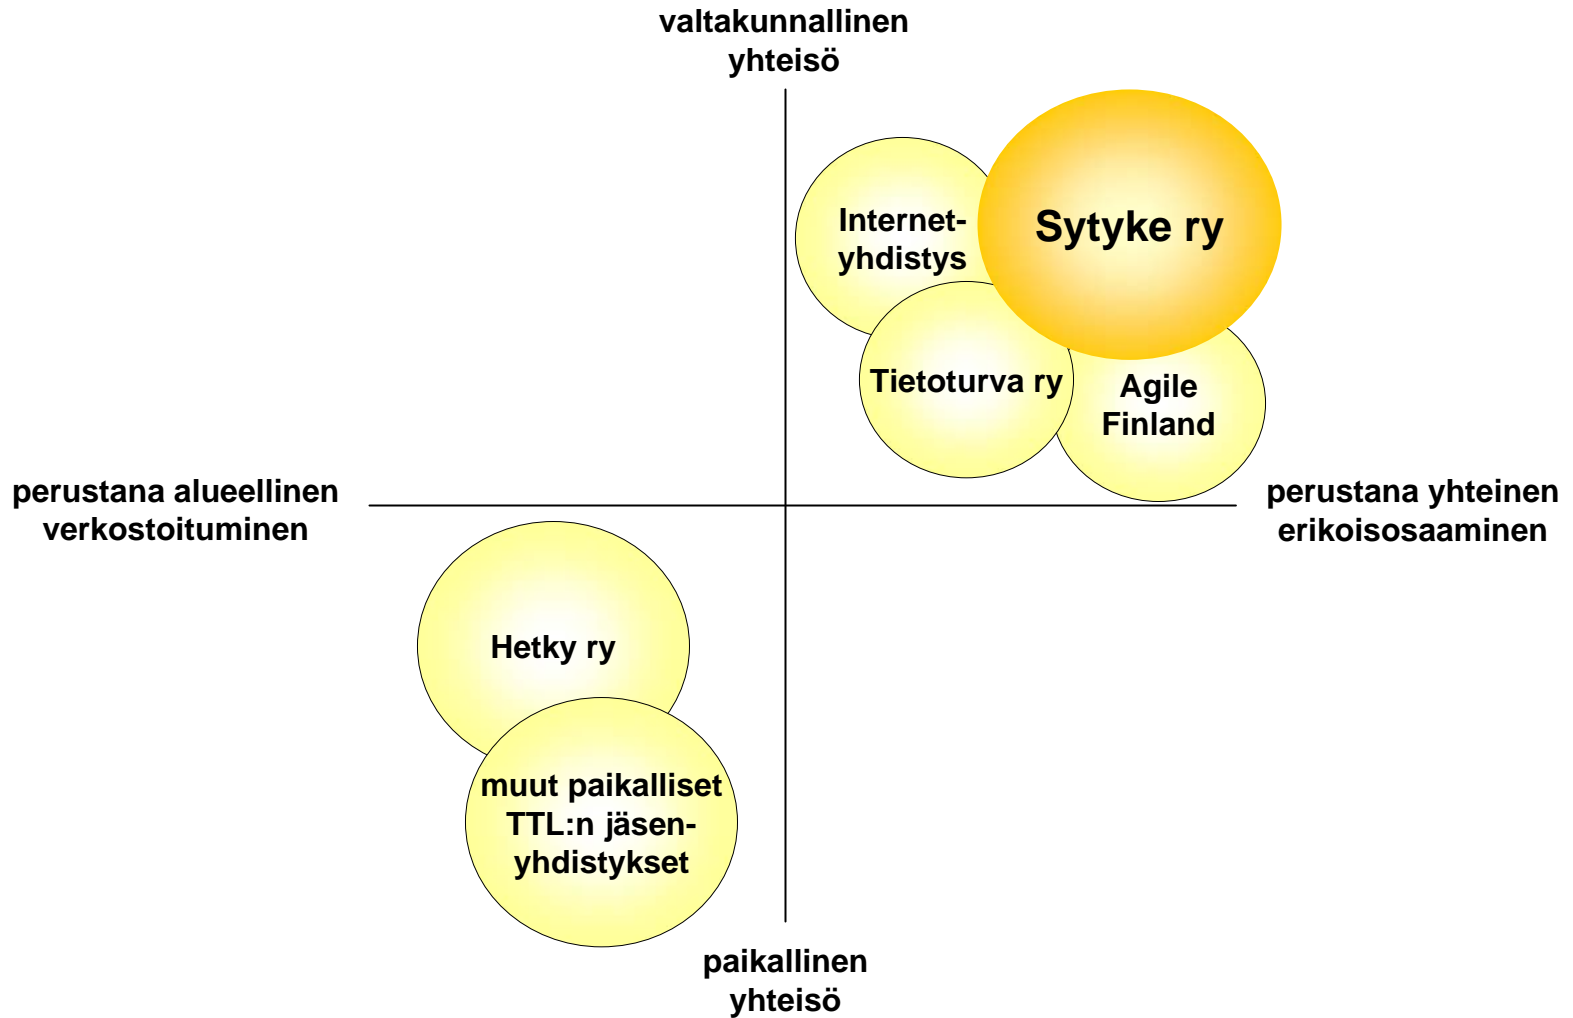 valtakunnallinen
yhteisö
Internet-
yhdistys
Sytyke ry
Tietoturva ry
Agile
Finland
perustana alueellinen
verkostoituminen
perustana yhteinen
erikoisosaaminen
Hetky ry
muut paikalliset
TTL:n jäsen-
yhdistykset
paikallinen
yhteisö